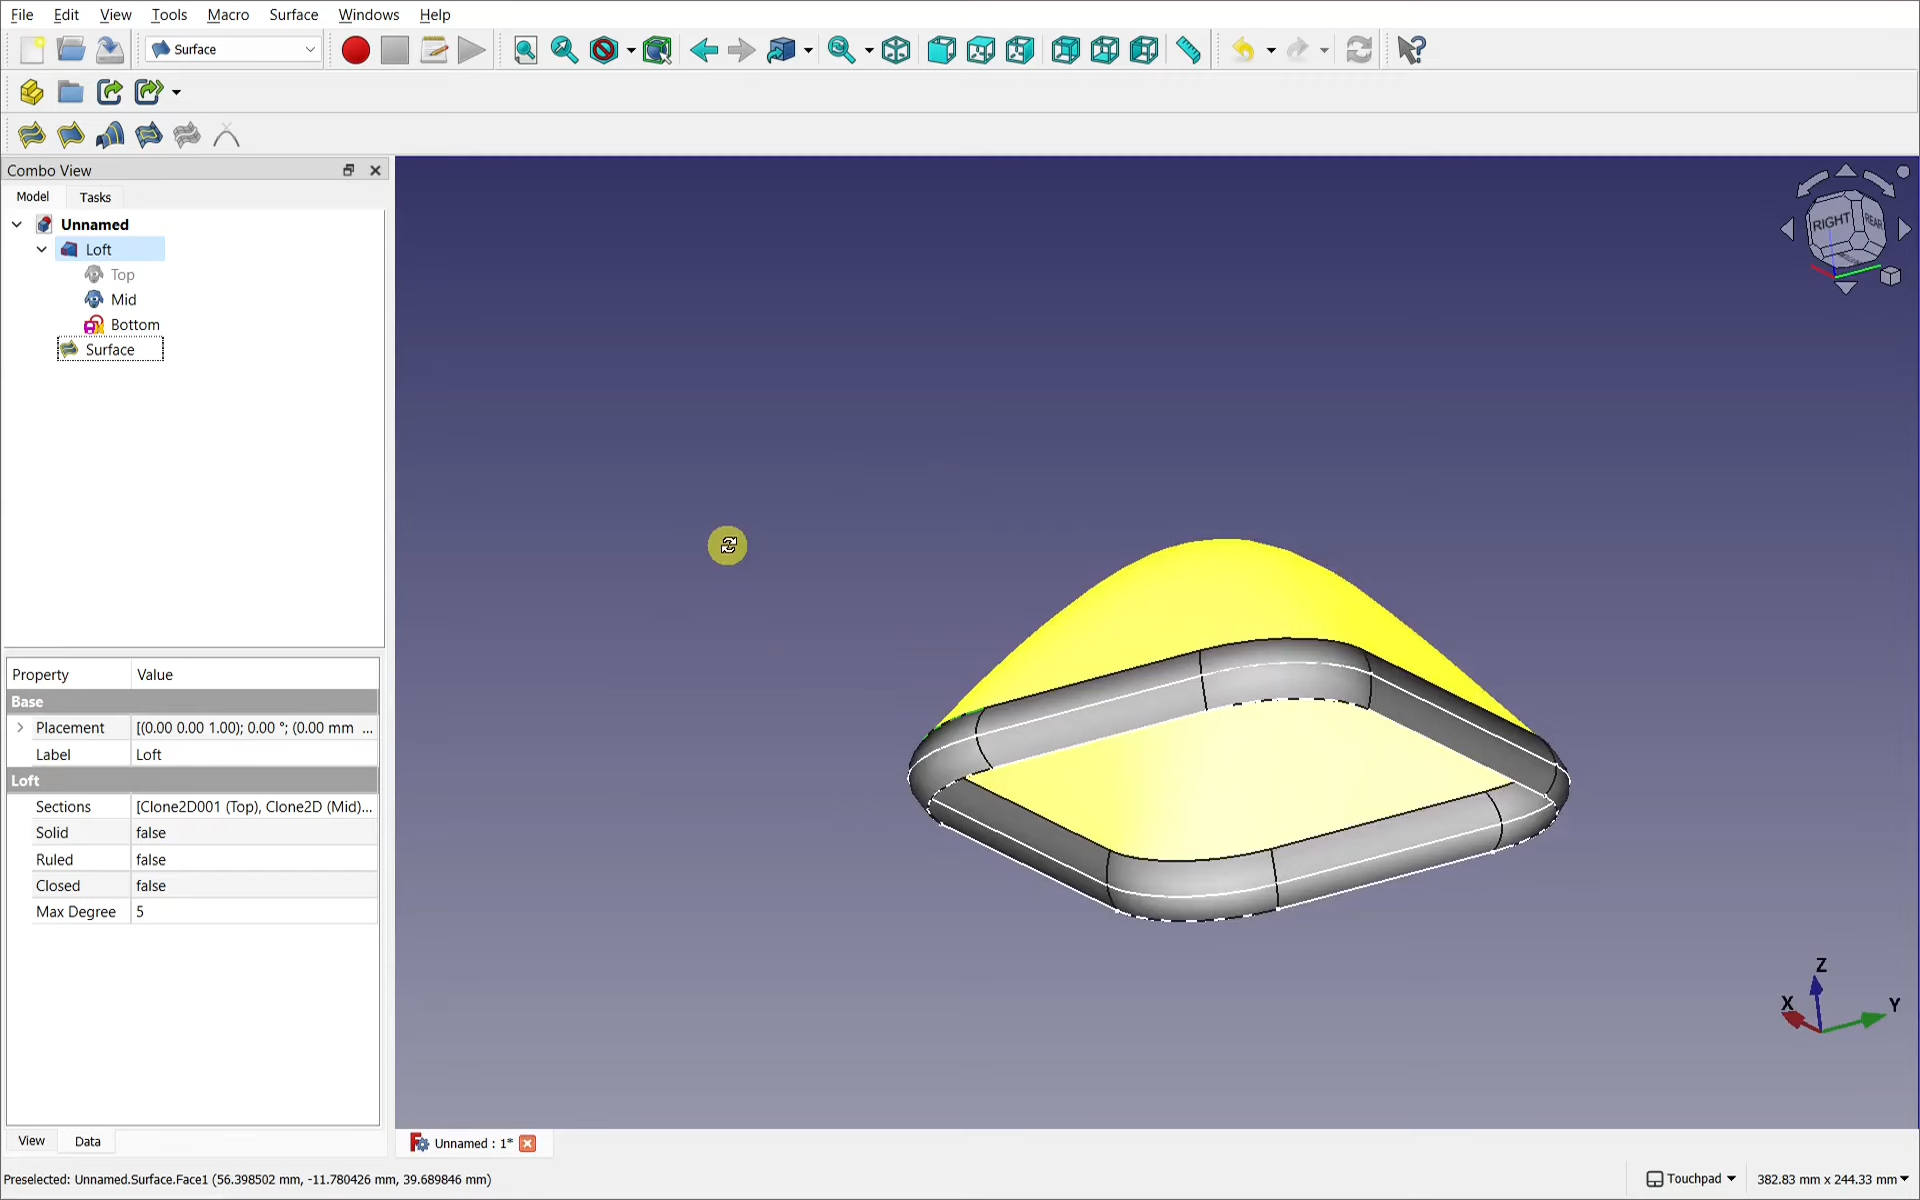 File Edit View Tools Macro Surface Windows Help
Surface
Combo View
Model Tasks
Unnamed
Loft
Top
Mid
Bottom
Surface
Property Value
Base
Placement [(0.00 0.00 1.00); 0.00 °; (0.00 mm ...
Label Loft
Loft
Sections [Clone2D001 (Top), Clone2D (Mid)...
Solid false
Ruled false
Closed false
Max Degree 5
View Data
RIGHT REAR
Z
X Y
Unnamed : 1*
Preselected: Unnamed.Surface.Face1 (56.398502 mm, -11.780426 mm, 39.689846 mm)
Touchpad 382.83 mm x 244.33 mm